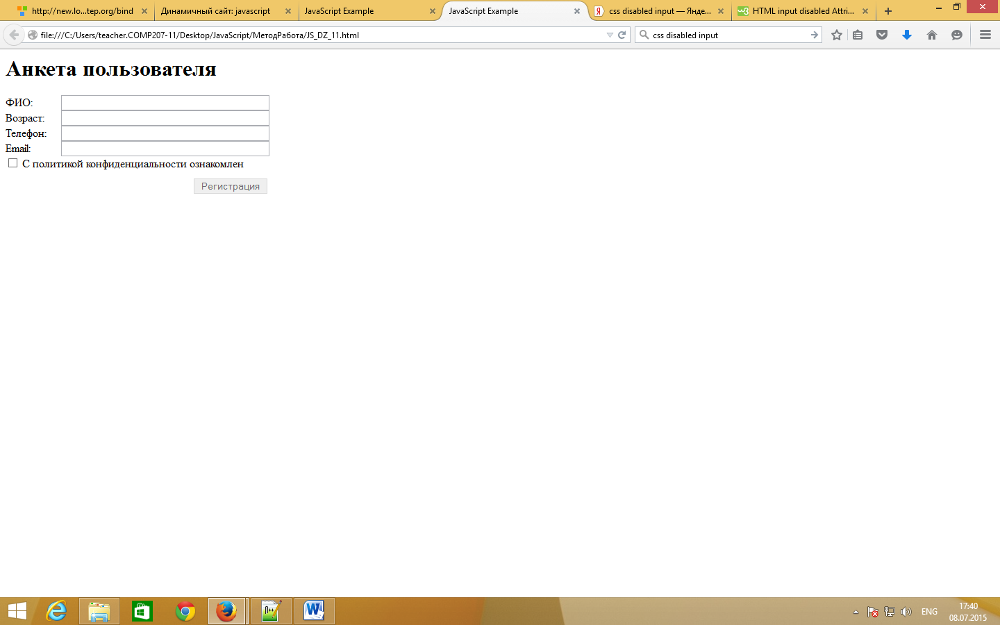 http://new.lo...tep.org/bind
Динамичный сайт: javascript
JavaScript Example
JavaScript Example
css disabled input — Янде...
HTML input disabled Attri...
file:///C:/Users/teacher.COMP207-11/Desktop/JavaScript/МетодРабота/JS_DZ_11.html
css disabled input
Анкета пользователя
ФИО:
Возраст:
Телефон:
Email:
С политикой конфиденциальности ознакомлен
Регистрация
ENG
17:40
08.07.2015